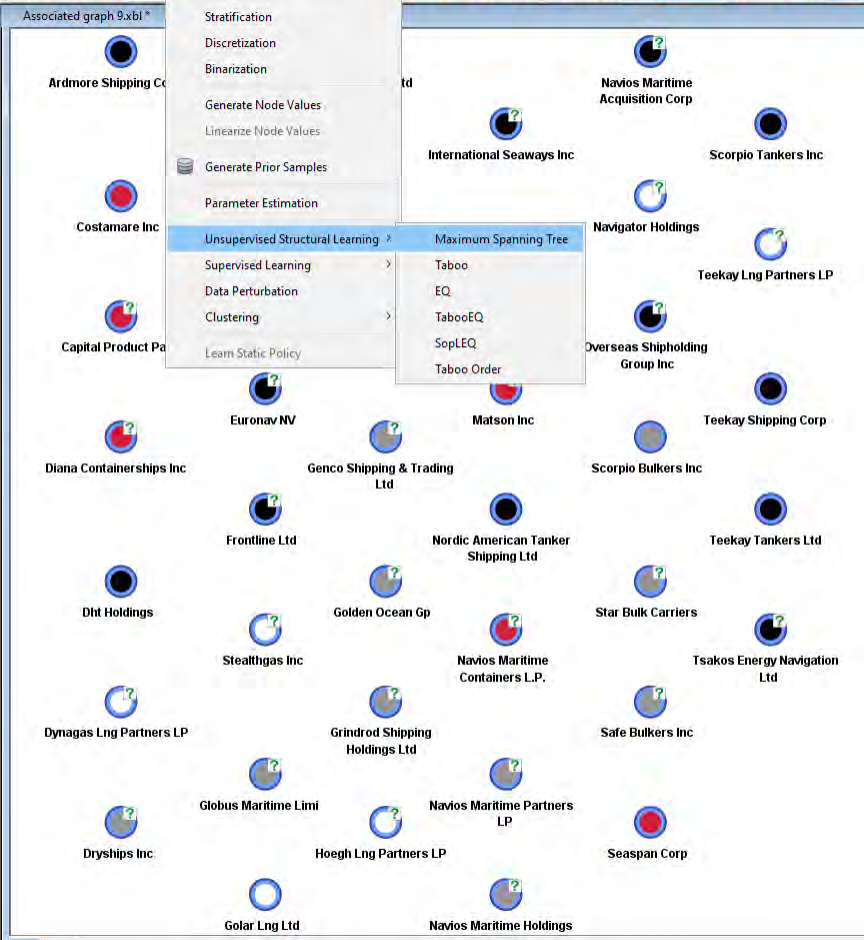 Associated graph 9.xbl *
Stratification
Discretization
Binarization
Generate Node Values
Linearize Node Values
Generate Prior Samples
Parameter Estimation
Unsupervised Structural Learning
Supervised Learning
Data Perturbation
Clustering
Learn Static Policy
Maximum Spanning Tree
Taboo
EQ
TabooEQ
SopLEQ
Taboo Order
Ardmore Shipping Co
td
?
Navios Maritime
Acquisition Corp
?
International Seaways Inc
Scorpio Tankers Inc
Costamare Inc
?
Navigator Holdings
?
Teekay Lng Partners LP
?
Capital Product Pa
?
Overseas Shipholding
Group Inc
?
Euronav NV
Matson Inc
Teekay Shipping Corp
?
Diana Containerships Inc
?
Genco Shipping & Trading
Ltd
Scorpio Bulkers Inc
?
Frontline Ltd
Nordic American Tanker
Shipping Ltd
Teekay Tankers Ltd
Dht Holdings
?
Golden Ocean Gp
?
Star Bulk Carriers
?
Stealthgas Inc
?
Navios Maritime
Containers L.P.
?
Tsakos Energy Navigation
Ltd
?
Dynagas Lng Partners LP
?
Grindrod Shipping
Holdings Ltd
?
Safe Bulkers Inc
?
Globus Maritime Limi
?
Navios Maritime Partners
LP
?
Dryships Inc
?
Hoegh Lng Partners LP
Seaspan Corp
Golar Lng Ltd
?
Navios Maritime Holdings